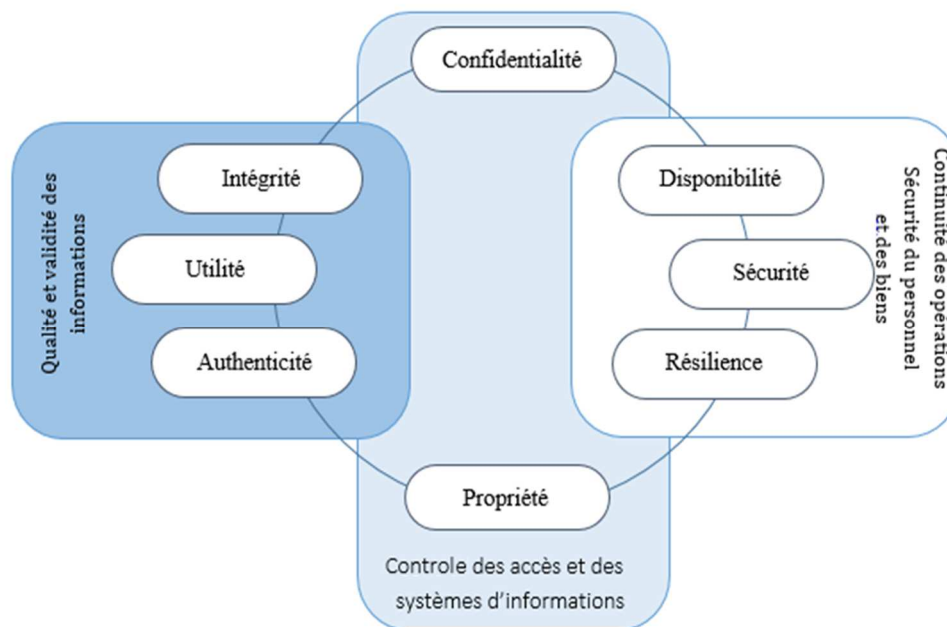 Confidentialité
Qualité et validité des
informations
Intégrité
Utilité
Authenticité
Disponibilité
Sécurité
Résilience
Continuité des opérations
Sécurité du personnel
et des biens
Propriété
Controle des accès et des
systèmes d’informations